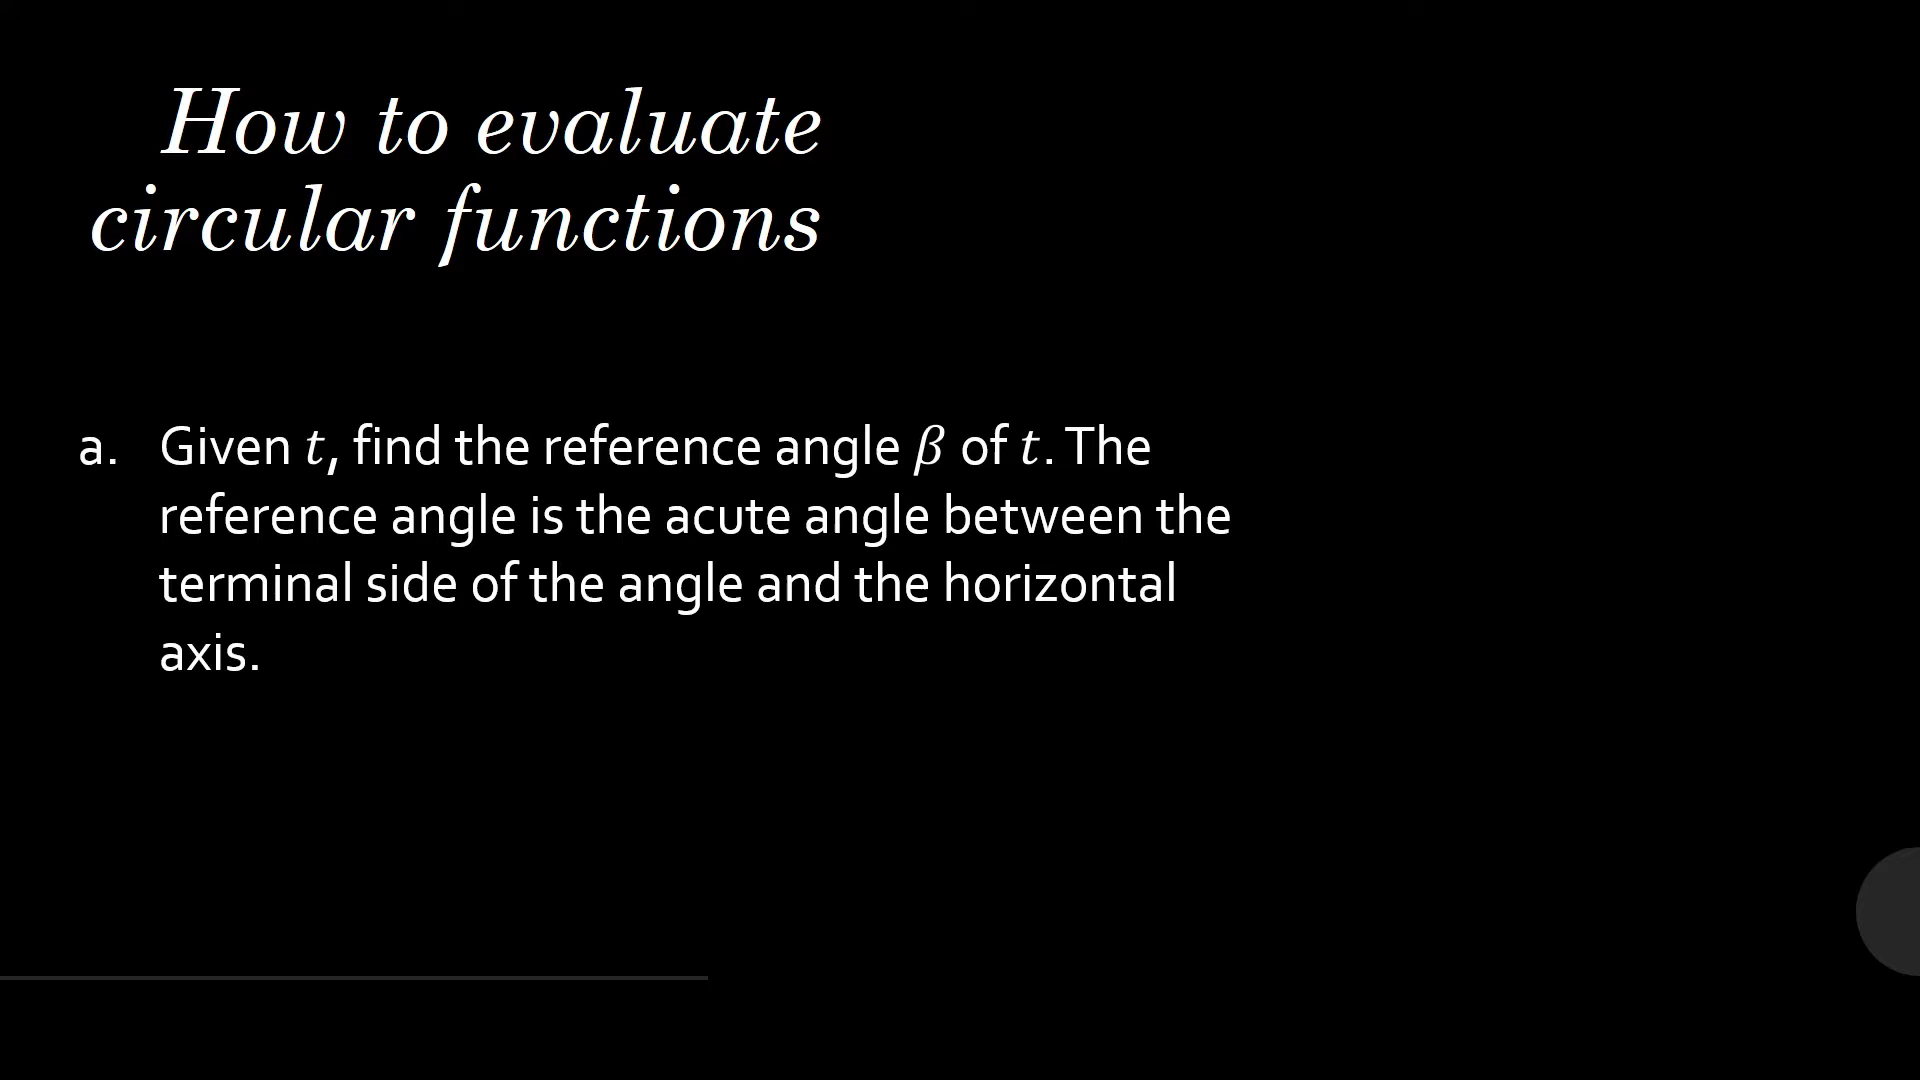 How to evaluate
circular functions
a. Given t, find the reference angle β of t. The
reference angle is the acute angle between the
terminal side of the angle and the horizontal
axis.